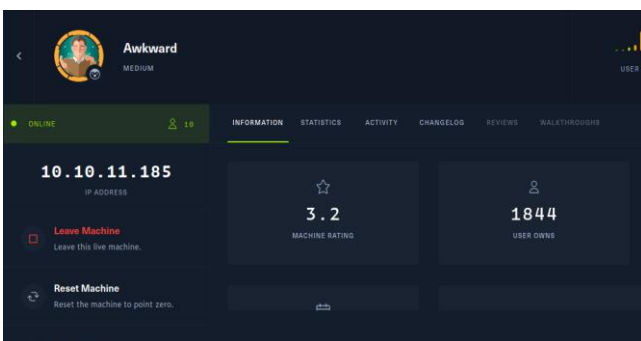 Awkward
MEDIUM
USER
ONLINE
10
INFORMATION STATISTICS ACTIVITY CHANGELOG REVIEWS WALKTHROUGHS
10.10.11.185
IP ADDRESS
Leave Machine
Leave this live machine.
Reset Machine
Reset the machine to point zero.
3.2
MACHINE RATING
1844
USER OWNS